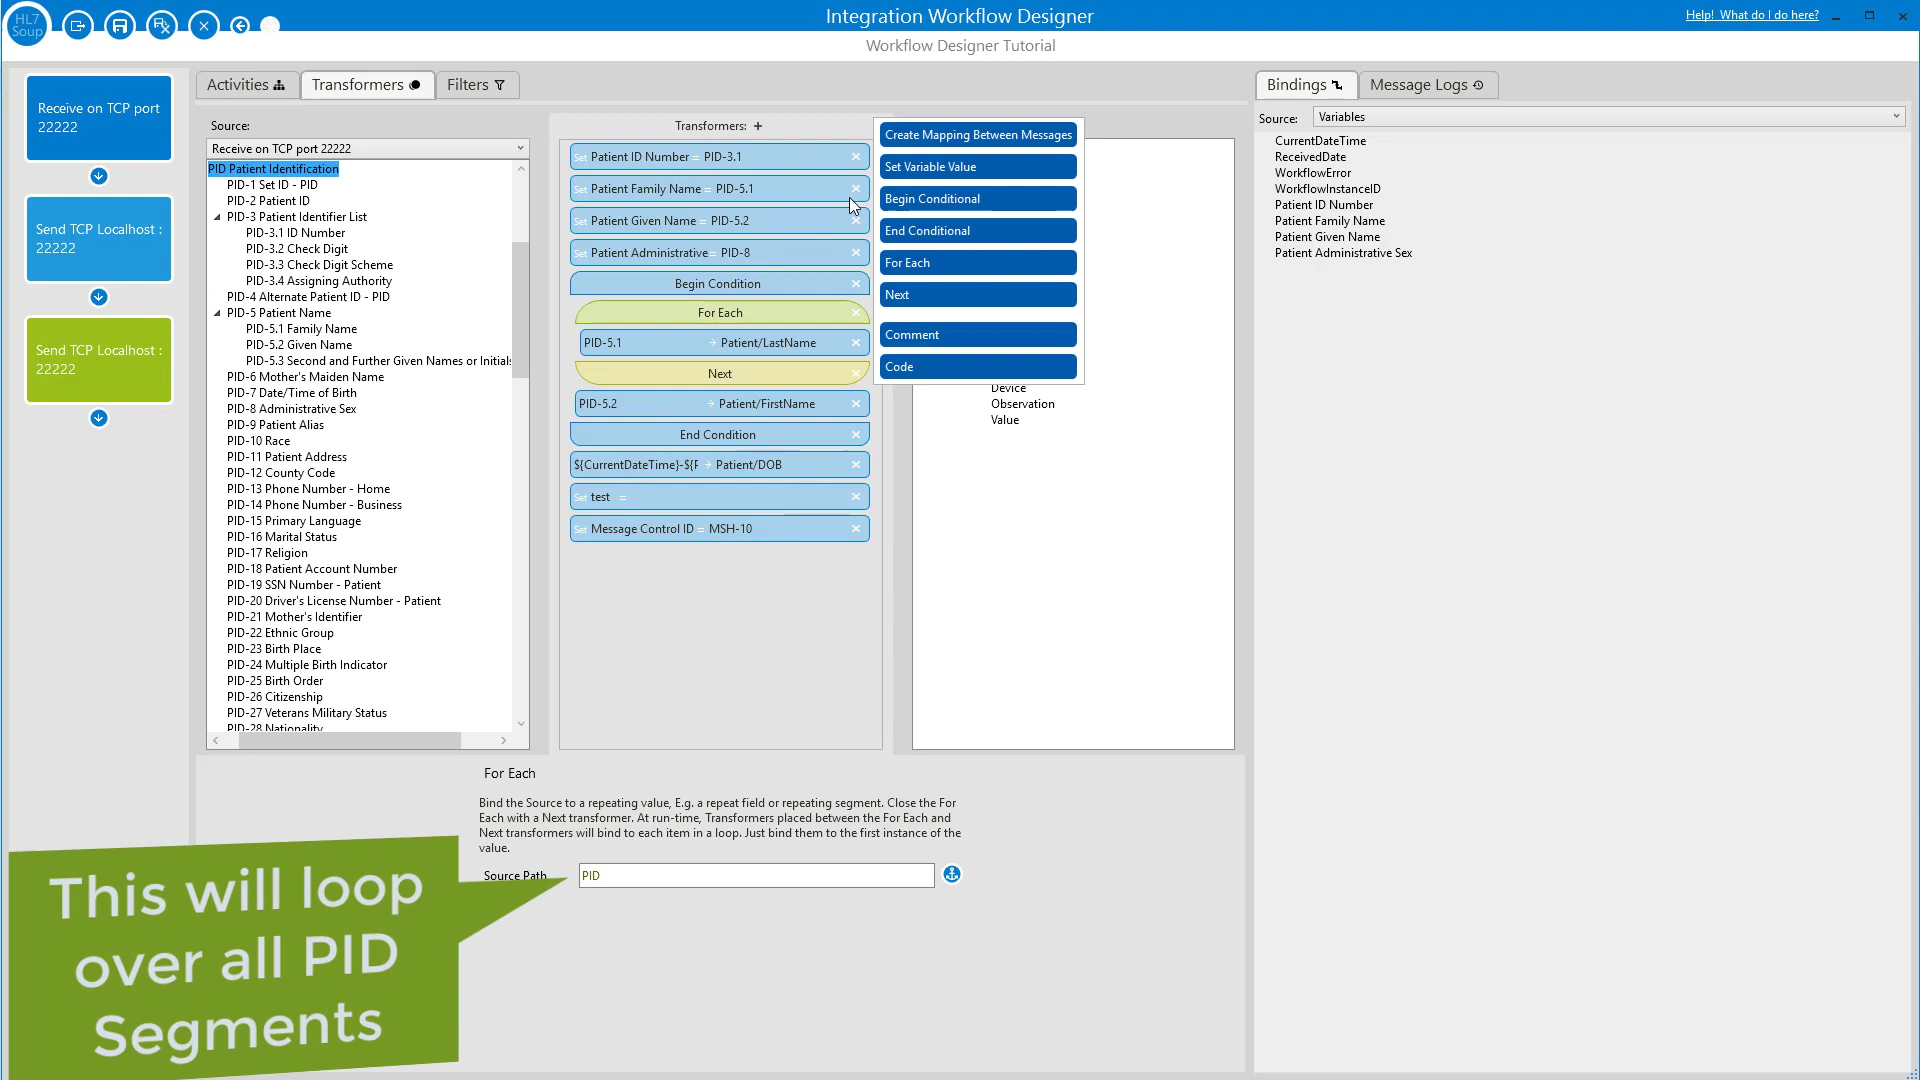 HL7
Soup
Integration Workflow Designer
Help!  What do I do here?
Workflow Designer Tutorial
Receive on TCP port
22222
Send TCP Localhost :
22222
Send TCP Localhost :
22222
Activities
Transformers
Filters
Source:
Receive on TCP port 22222
PID Patient Identification
PID-1 Set ID - PID
PID-2 Patient ID
PID-3 Patient Identifier List
PID-3.1 ID Number
PID-3.2 Check Digit
PID-3.3 Check Digit Scheme
PID-3.4 Assigning Authority
PID-4 Alternate Patient ID - PID
PID-5 Patient Name
PID-5.1 Family Name
PID-5.2 Given Name
PID-5.3 Second and Further Given Names or Initials
PID-6 Mother's Maiden Name
PID-7 Date/Time of Birth
PID-8 Administrative Sex
PID-9 Patient Alias
PID-10 Race
PID-11 Patient Address
PID-12 County Code
PID-13 Phone Number - Home
PID-14 Phone Number - Business
PID-15 Primary Language
PID-16 Marital Status
PID-17 Religion
PID-18 Patient Account Number
PID-19 SSN Number - Patient
PID-20 Driver's License Number - Patient
PID-21 Mother's Identifier
PID-22 Ethnic Group
PID-23 Birth Place
PID-24 Multiple Birth Indicator
PID-25 Birth Order
PID-26 Citizenship
PID-27 Veterans Military Status
PID-28 Nationality
Transformers: +
Set Patient ID Number = PID-3.1
Set Patient Family Name = PID-5.1
Set Patient Given Name = PID-5.2
Set Patient Administrative = PID-8
Begin Condition
For Each
PID-5.1 → Patient/LastName
Next
PID-5.2 → Patient/FirstName
End Condition
${CurrentDateTime}-${F → Patient/DOB
Set test =
Set Message Control ID = MSH-10
Create Mapping Between Messages
Set Variable Value
Begin Conditional
End Conditional
For Each
Next
Comment
Code
Device
Observation
Value
Bindings
Message Logs
Source:
Variables
CurrentDateTime
ReceivedDate
WorkflowError
WorkflowInstanceID
Patient ID Number
Patient Family Name
Patient Given Name
Patient Administrative Sex
For Each
Bind the Source to a repeating value, E.g. a repeat field or repeating segment. Close the For
Each with a Next transformer. At run-time, Transformers placed between the For Each and
Next transformers will bind to each item in a loop. Just bind them to the first instance of the
value.
Source Path
PID
This will loop
over all PID
Segments